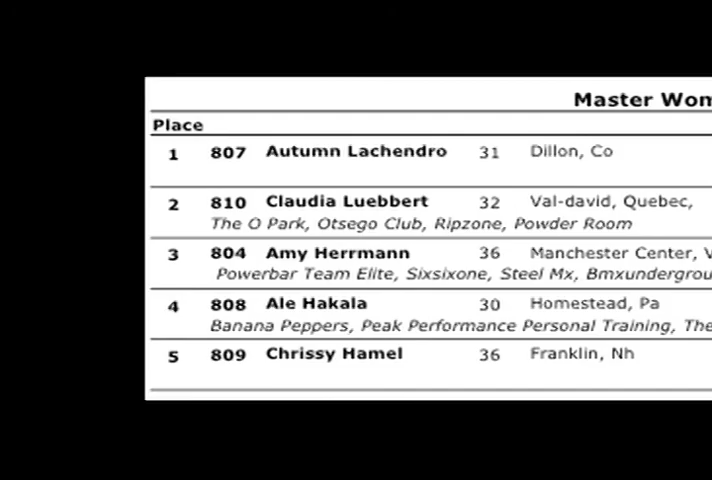 Master Wom
Place
1 807 Autumn Lachendro 31 Dillon, Co
2 810 Claudia Luebbert 32 Val-david, Quebec,
The O Park, Otsego Club, Ripzone, Powder Room
3 804 Amy Herrmann 36 Manchester Center, V
Powerbar Team Elite, Sixsixone, Steel Mx, Bmxundergrou
4 808 Ale Hakala 30 Homestead, Pa
Banana Peppers, Peak Performance Personal Training, The
5 809 Chrissy Hamel 36 Franklin, Nh